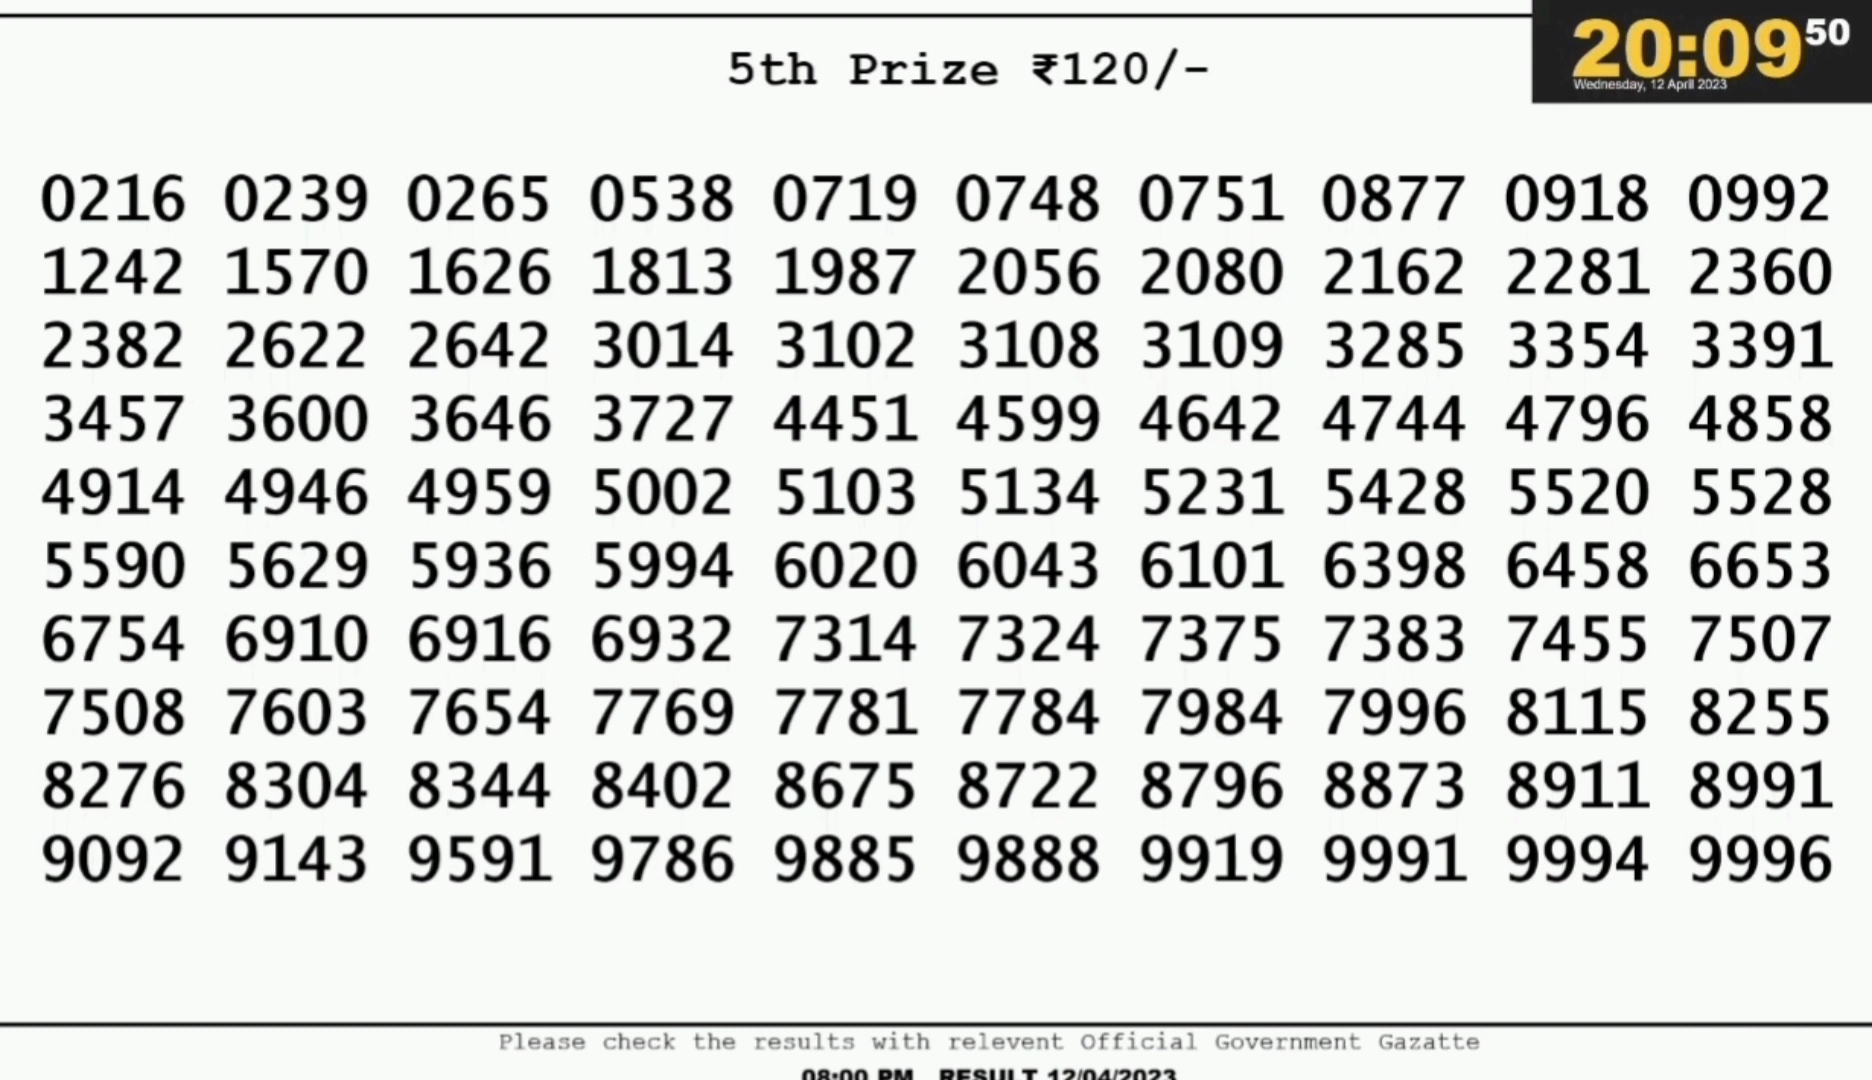 20:09 50
Wednesday, 12 April 2023
5th Prize ₹120/-
0216 0239 0265 0538 0719 0748 0751 0877 0918 0992
1242 1570 1626 1813 1987 2056 2080 2162 2281 2360
2382 2622 2642 3014 3102 3108 3109 3285 3354 3391
3457 3600 3646 3727 4451 4599 4642 4744 4796 4858
4914 4946 4959 5002 5103 5134 5231 5428 5520 5528
5590 5629 5936 5994 6020 6043 6101 6398 6458 6653
6754 6910 6916 6932 7314 7324 7375 7383 7455 7507
7508 7603 7654 7769 7781 7784 7984 7996 8115 8255
8276 8304 8344 8402 8675 8722 8796 8873 8911 8991
9092 9143 9591 9786 9885 9888 9919 9991 9994 9996
Please check the results with relevent Official Government Gazatte
08:00 PM RESULT 12/04/2023